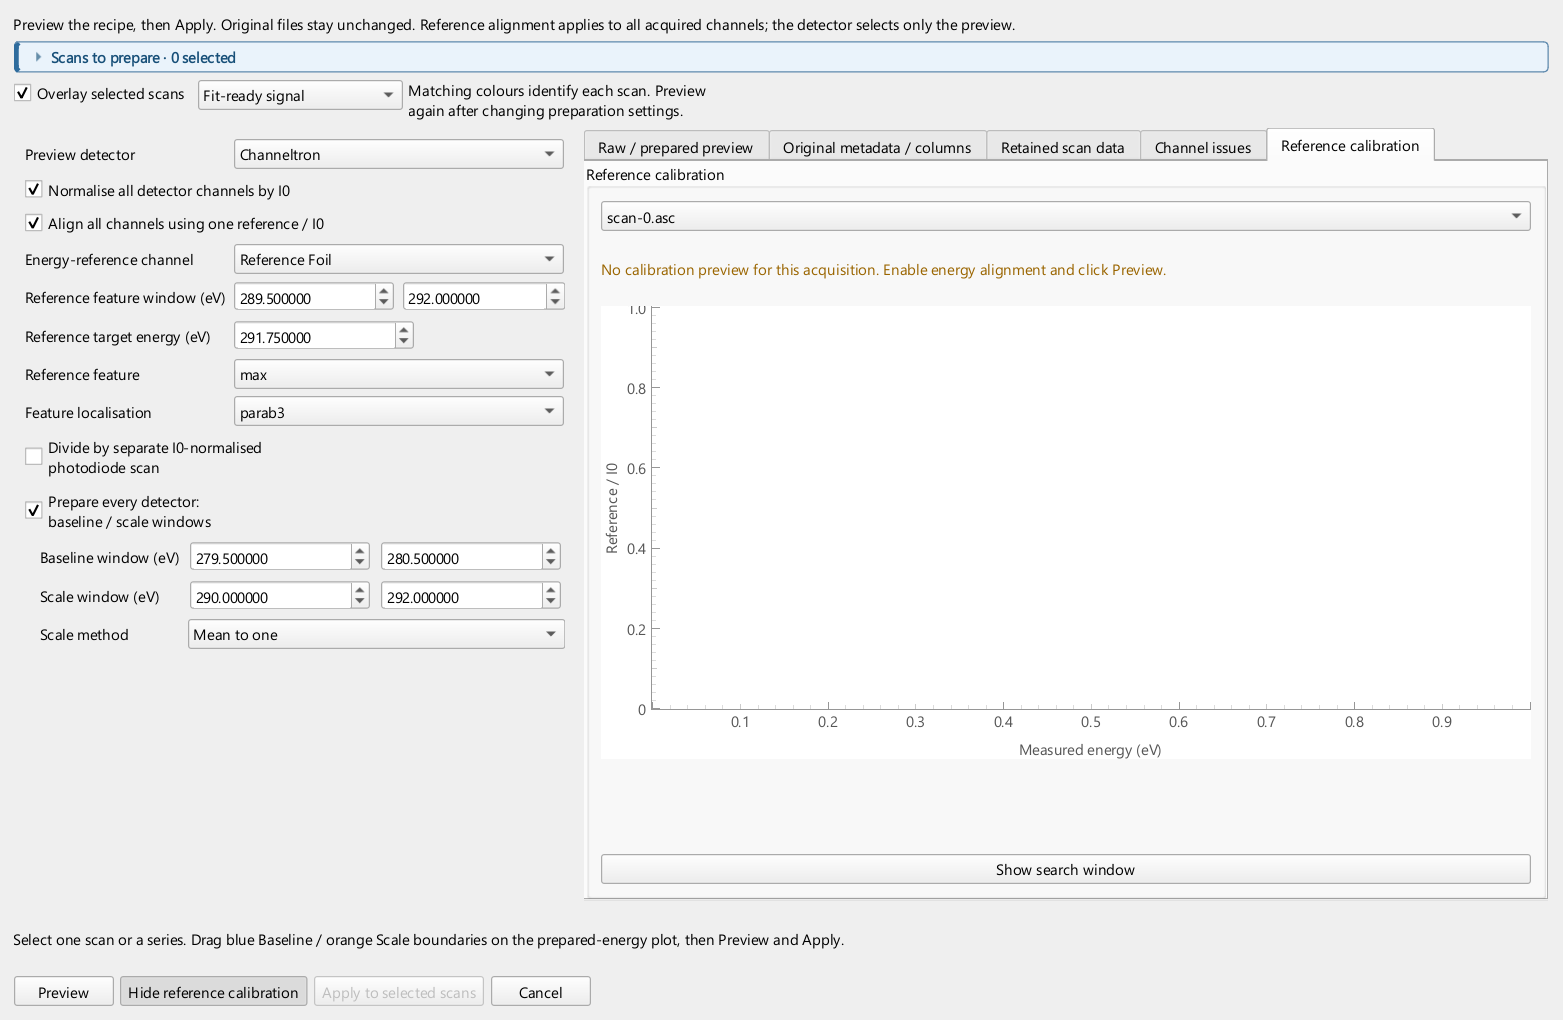 Preview the recipe, then Apply. Original files stay unchanged. Reference alignment applies to all acquired channels; the detector selects only the preview.
Scans to prepare · 0 selected
Overlay selected scans
Fit-ready signal
Matching colours identify each scan. Preview
again after changing preparation settings.
Preview detector
Channeltron
Normalise all detector channels by I0
Align all channels using one reference / I0
Energy-reference channel
Reference Foil
Reference feature window (eV)
289.500000
292.000000
Reference target energy (eV)
291.750000
Reference feature
max
Feature localisation
parab3
Divide by separate I0-normalised
photodiode scan
Prepare every detector:
baseline / scale windows
Baseline window (eV)
279.500000
280.500000
Scale window (eV)
290.000000
292.000000
Scale method
Mean to one
Raw / prepared preview
Original metadata / columns
Retained scan data
Channel issues
Reference calibration
Reference calibration
scan-0.asc
No calibration preview for this acquisition. Enable energy alignment and click Preview.
1.0
0.8
0.6
0.4
0.2
0
Reference / I0
0.1
0.2
0.3
0.4
0.5
0.6
0.7
0.8
0.9
Measured energy (eV)
Show search window
Select one scan or a series. Drag blue Baseline / orange Scale boundaries on the prepared-energy plot, then Preview and Apply.
Preview
Hide reference calibration
Apply to selected scans
Cancel